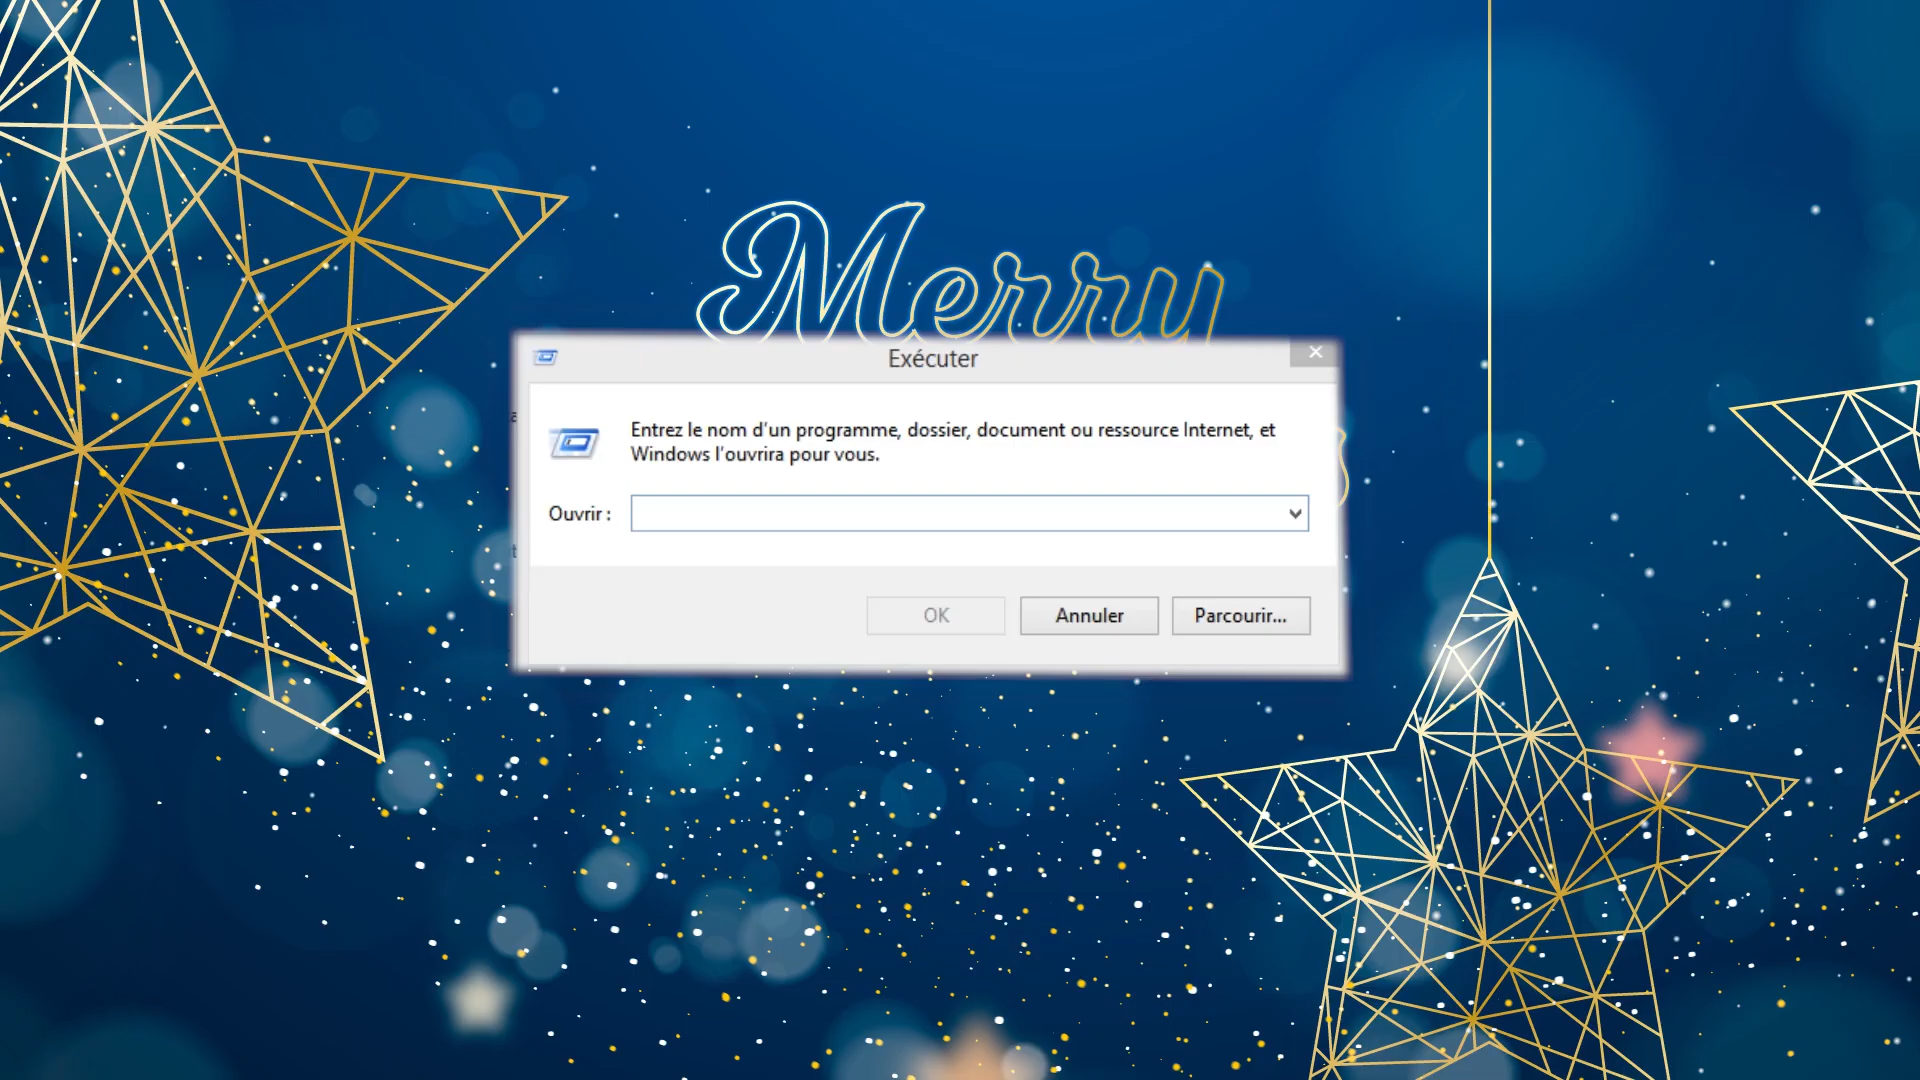 Merry
Exécuter
Entrez le nom d'un programme, dossier, document ou ressource Internet, et
Windows l'ouvrira pour vous.
Ouvrir :
OK
Annuler
Parcourir...